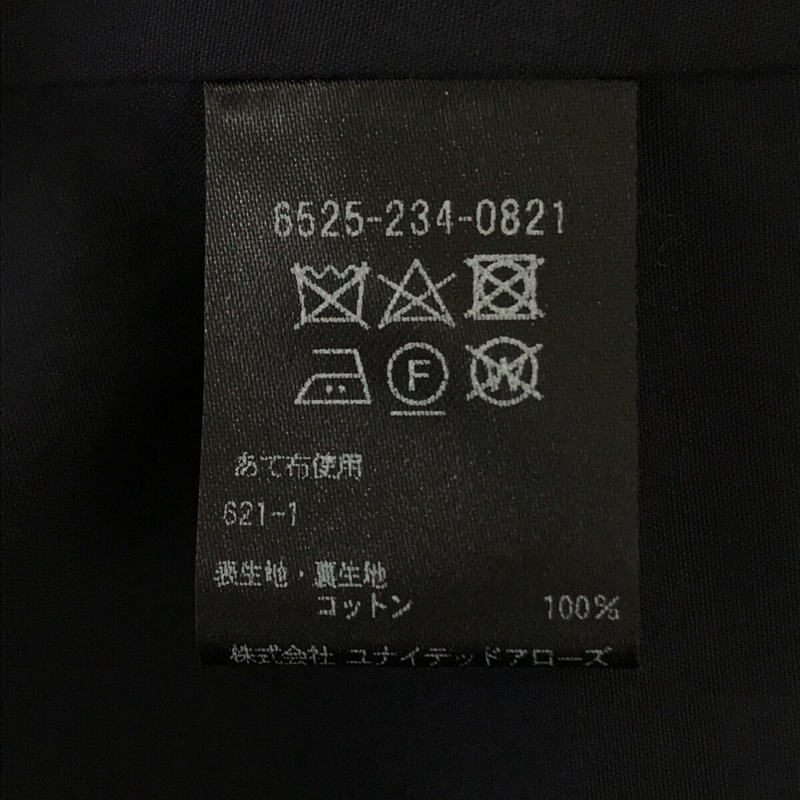 6525-234-0821
F W
あて布使用
621-1
表生地・裏生地
コットン 100%
株式会社 ユナイテッドアローズ